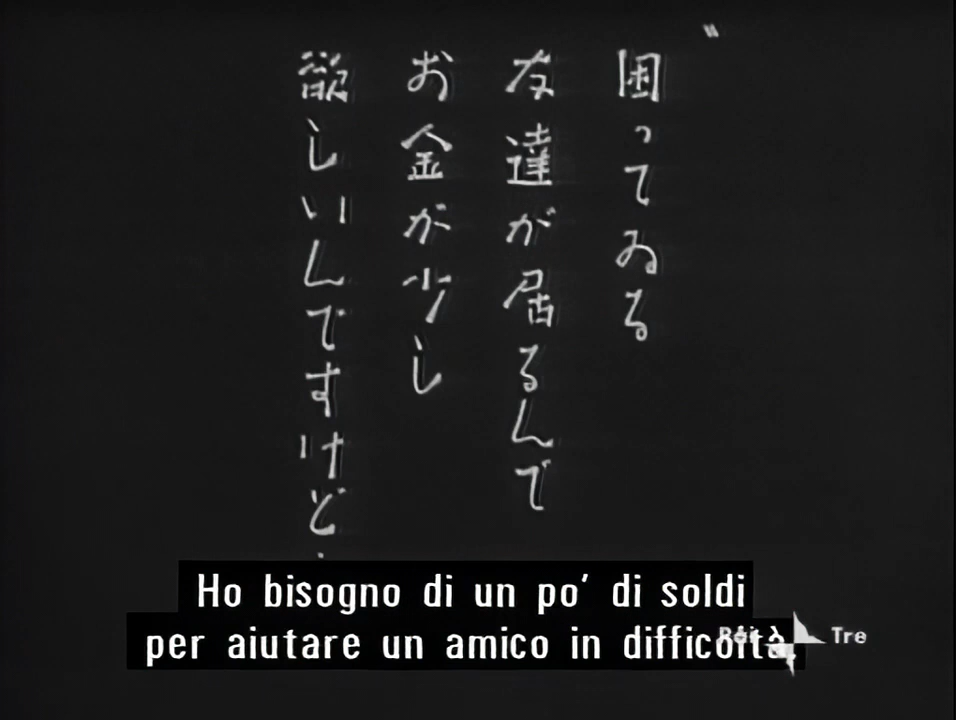 〝困ってゐる
友達が居るんで
お金が少し
欲しいんですけど
Ho bisogno di un po’ di soldi
per aiutare un amico in difficoltà.
Rai Tre